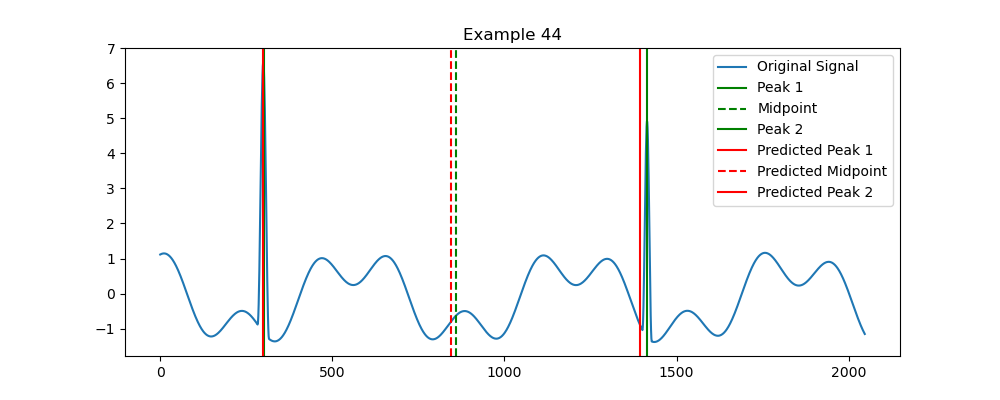 Example 44
7
6
5
4
3
2
1
0
−1
0
500
1000
1500
2000
Original Signal
Peak 1
Midpoint
Peak 2
Predicted Peak 1
Predicted Midpoint
Predicted Peak 2